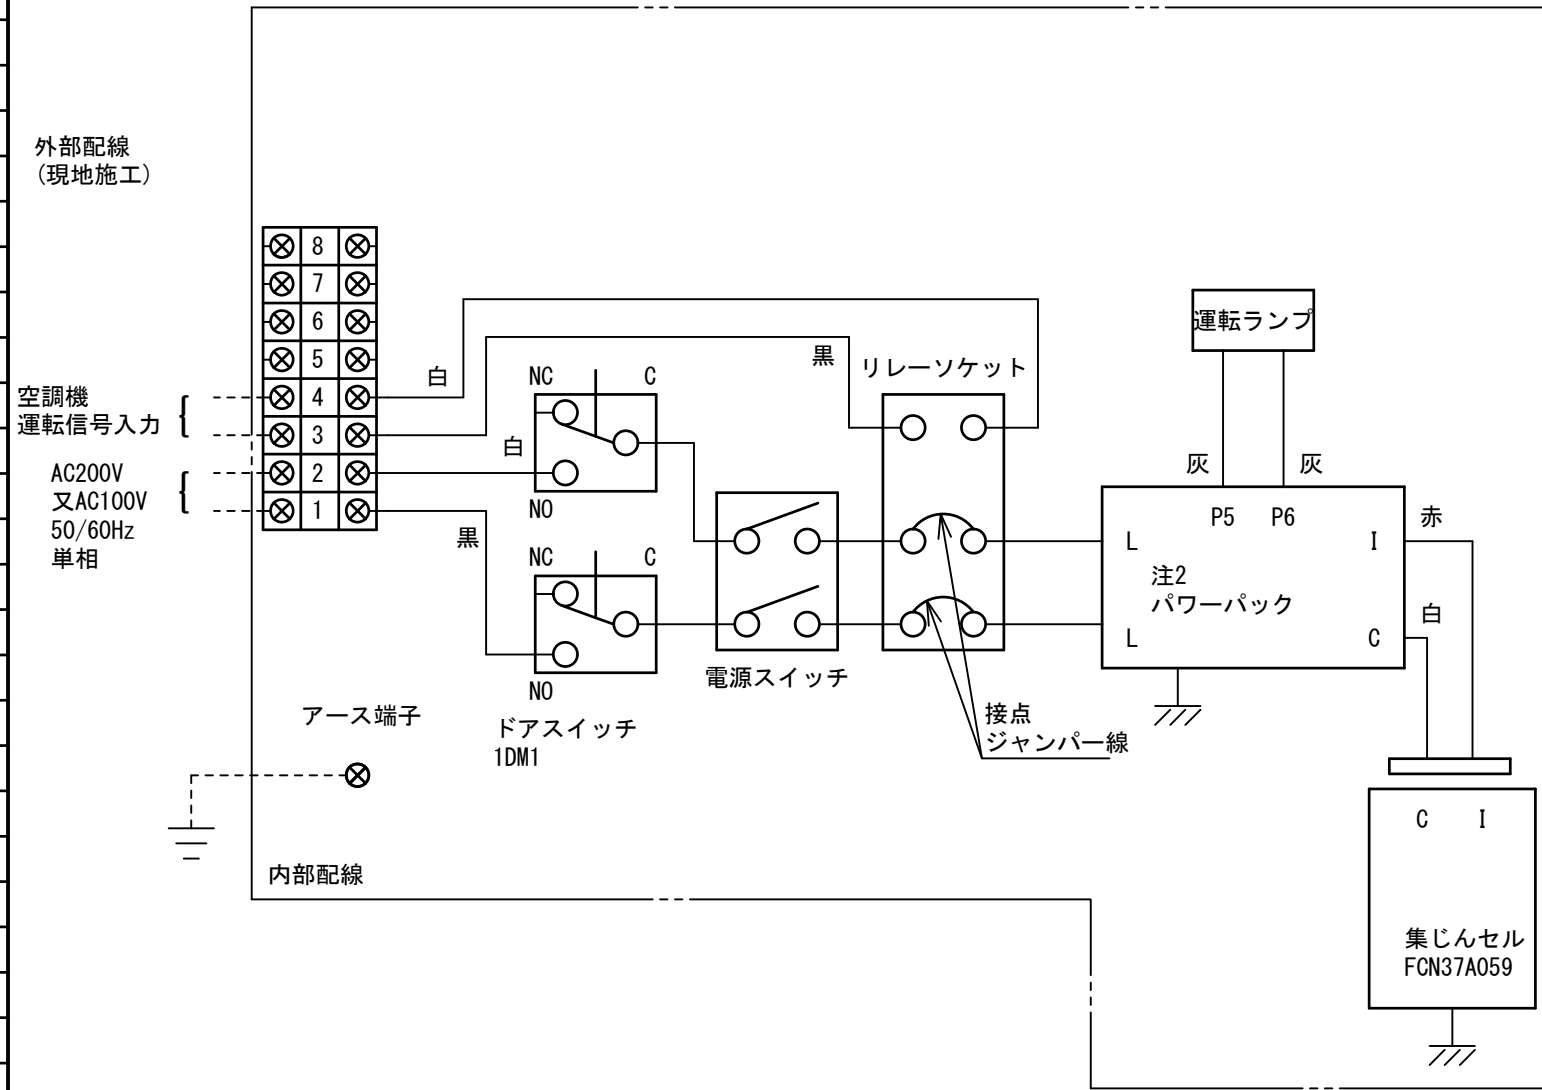 外部配線
(現地施工)
8
7
6
5
4
3
2
1
空調機
運転信号入力
AC200V
又AC100V
50/60Hz
単相
白
黒
白
黒
NC
C
NO
NC
C
NO
ドアスイッチ
1DM1
電源スイッチ
リレーソケット
接点
ジャンパー線
運転ランプ
灰
灰
P5
P6
L
I
注2
パワーパック
L
C
赤
白
C
I
集じんセル
FCN37A059
アース端子
内部配線